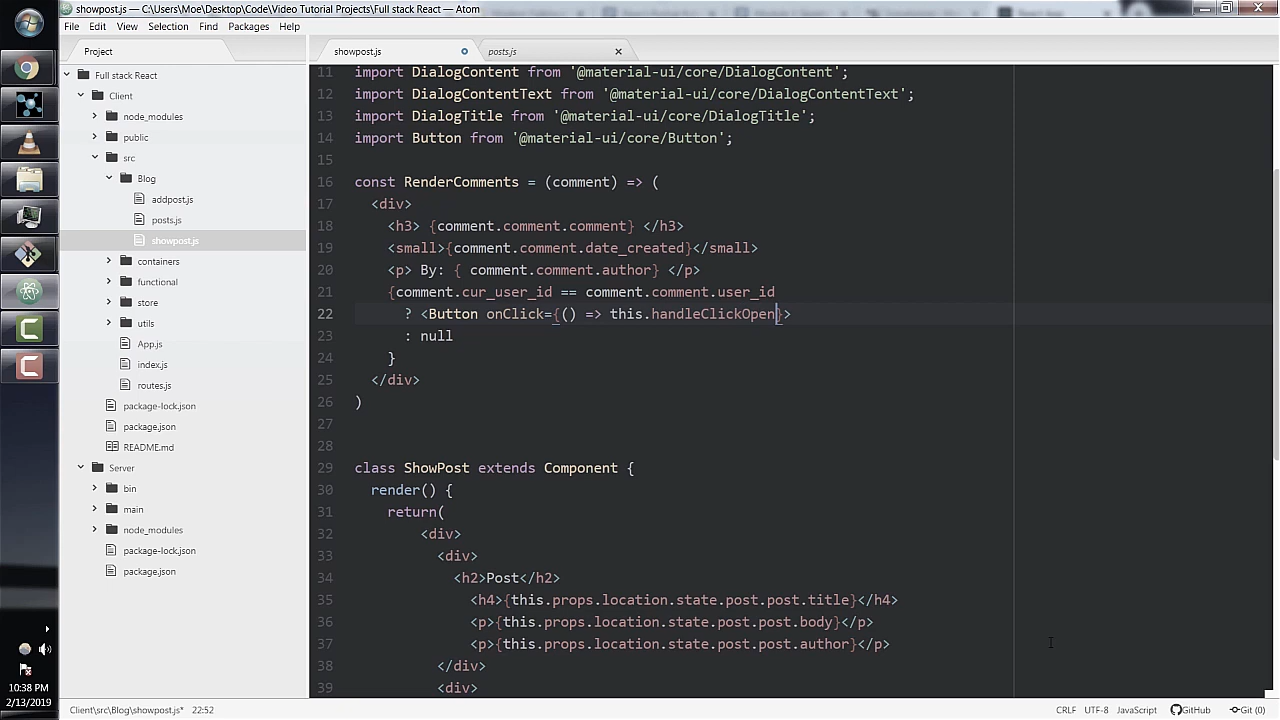 showpost.js — C:\Users\Moe\Desktop\Code\Video Tutorial Projects\Full stack React — Atom
File Edit View Selection Find Packages Help
Project
showpost.js
posts.js
Full stack React
Client
node_modules
public
src
Blog
addpost.js
posts.js
showpost.js
containers
functional
store
utils
App.js
index.js
routes.js
package-lock.json
package.json
README.md
Server
bin
main
node_modules
package-lock.json
package.json
11 import DialogContent from '@material-ui/core/DialogContent';
12 import DialogContentText from '@material-ui/core/DialogContentText';
13 import DialogTitle from '@material-ui/core/DialogTitle';
14 import Button from '@material-ui/core/Button';
15
16 const RenderComments = (comment) => (
17 <div>
18 <h3> {comment.comment.comment} </h3>
19 <small>{comment.comment.date_created}</small>
20 <p> By: { comment.comment.author} </p>
21 {comment.cur_user_id == comment.comment.user_id
22 ? <Button onClick={() => this.handleClickOpen}>
23 : null
24 }
25 </div>
26 )
27
28
29 class ShowPost extends Component {
30 render() {
31 return(
32 <div>
33 <div>
34 <h2>Post</h2>
35 <h4>{this.props.location.state.post.post.title}</h4>
36 <p>{this.props.location.state.post.post.body}</p>
37 <p>{this.props.location.state.post.post.author}</p>
38 </div>
39 <div>
10:38 PM
2/13/2019
Client\src\Blog\showpost.js* 22:52
CRLF UTF-8 JavaScript GitHub Git (0)